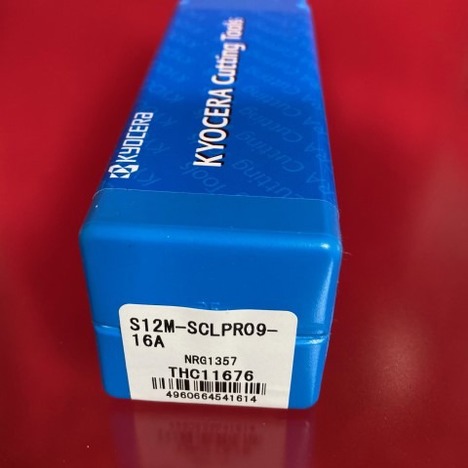 KYOCERA
KYOCERA Cutting Tools
S12M-SCLPR09-
16A
NRG1357
THC11676
4960664541614